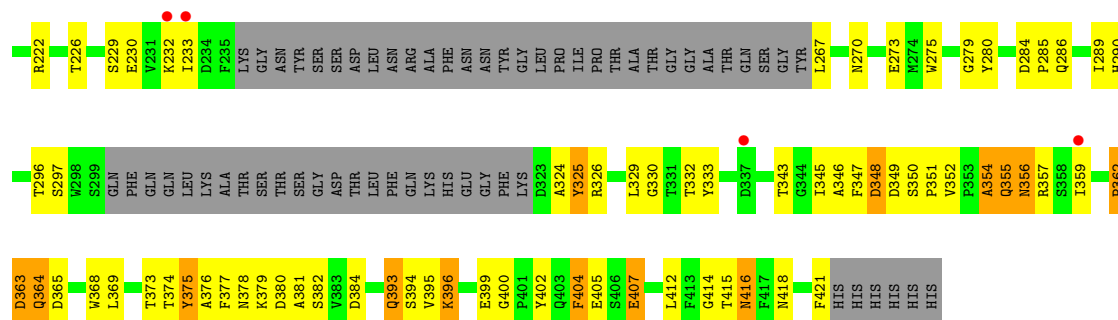 R222 T226 S229 E230 V231 K232 I233 D234 F235 LYS GLY ASN TYR SER SER ASP LEU ASN ARG ALA PHE ASN ASN TYR GLY LEU PRO ILE PRO THR ALA THR GLY GLY ALA THR GLN SER GLY TYR L267 N270 E273 M274 W275 G279 Y280 D284 P285 Q286 I289
T296 S297 W298 S299 GLN PHE GLN GLN LEU LYS ALA THR SER THR SER GLY ASP THR LEU PHE GLN LYS HIS GLU GLY PHE LYS D323 A324 Y325 R326 L329 G330 T331 T332 Y333 D337 T343 G344 I345 A346 F347 D348 D349 S350 P351 V352 P353 A354 Q355 N356 R357 S358 I359
D363 Q364 D365 W368 L369 T373 T374 Y375 A376 F377 N378 K379 D380 A381 S382 V383 D384 Q393 S394 V395 K396 E399 G400 P401 Y402 Q403 F404 E405 S406 E407 L412 F413 G414 T415 N416 F417 N418 F421 HIS HIS HIS HIS HIS HIS